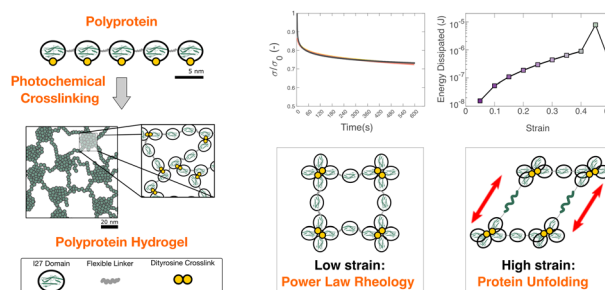 Polyprotein
5 nm
Photochemical
Crosslinking
20 nm
Polyprotein Hydrogel
I27 Domain Flexible Linker Dityrosine Crosslink
σ/σ0 (-)
1
0.9
0.8
0.7
0.5
0 60 120 180 240 300 360 420 480 540 600
Time(s)
Energy Dissipated (J)
10-5
10-6
10-7
10-8
0 0.1 0.2 0.3 0.4
Strain
Low strain:
Power Law Rheology
High strain:
Protein Unfolding